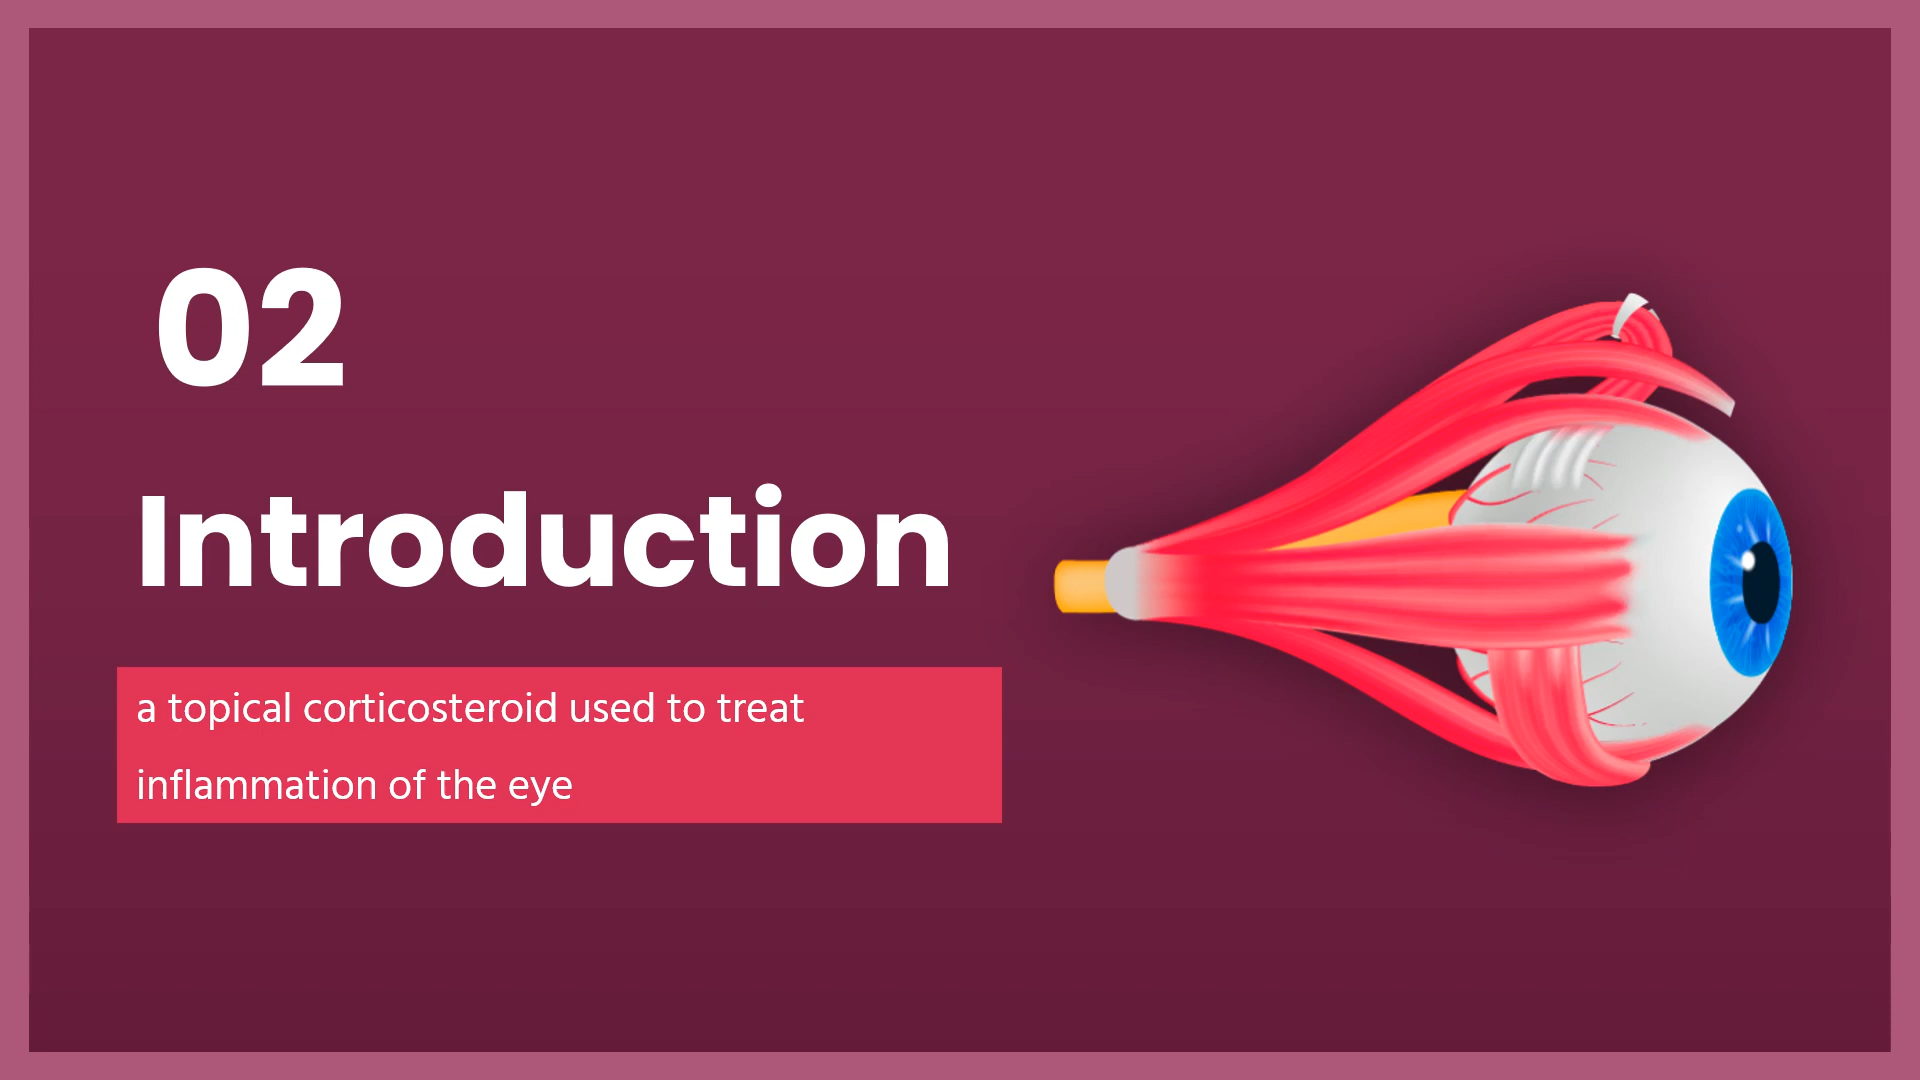 02
Introduction
a topical corticosteroid used to treat
inflammation of the eye